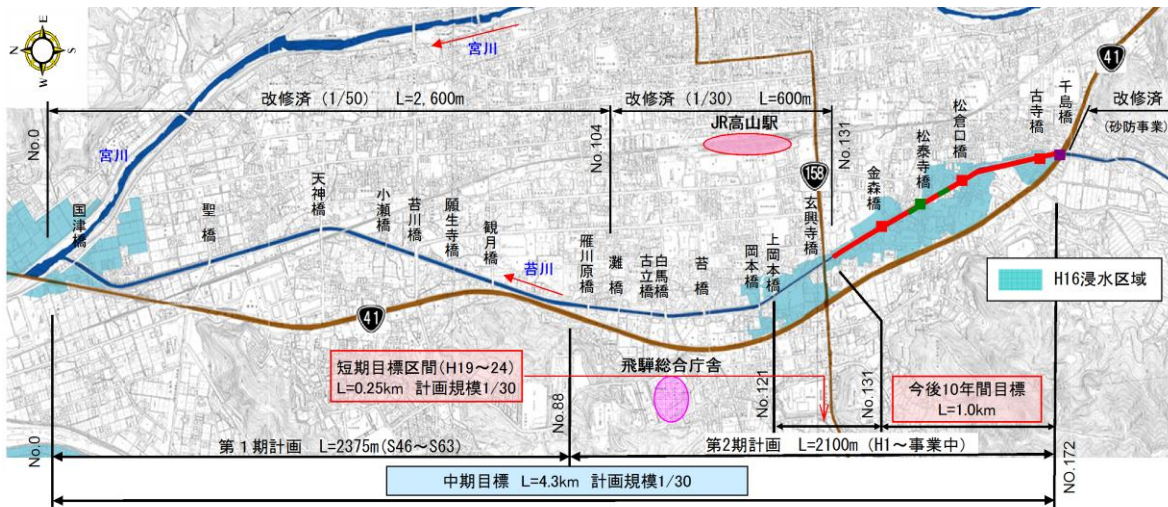 N
E
W
S
宮川
41
改修済 (1/50) L=2,600m
改修済 (1/30) L=600m
改修済
(砂防事業)
No.0
No.104
No.131
JR高山駅
宮川
158
千島橋
古寺橋
松倉口橋
松泰寺橋
金森橋
玄興寺橋
上岡本橋
岡本橋
苔橋
白馬橋
古立橋
灘橋
雁川原橋
観月橋
願生寺橋
苔川橋
小瀬橋
天神橋
聖橋
国津橋
苔川
H16浸水区域
41
短期目標区間(H19~24)
L=0.25km 計画規模1/30
飛騨総合庁舎
今後10年間目標
L=1.0km
No.0
No.88
No.121
No.131
NO.172
第1期計画 L=2375m(S46~S63)
第2期計画 L=2100m(H1~事業中)
中期目標 L=4.3km 計画規模1/30